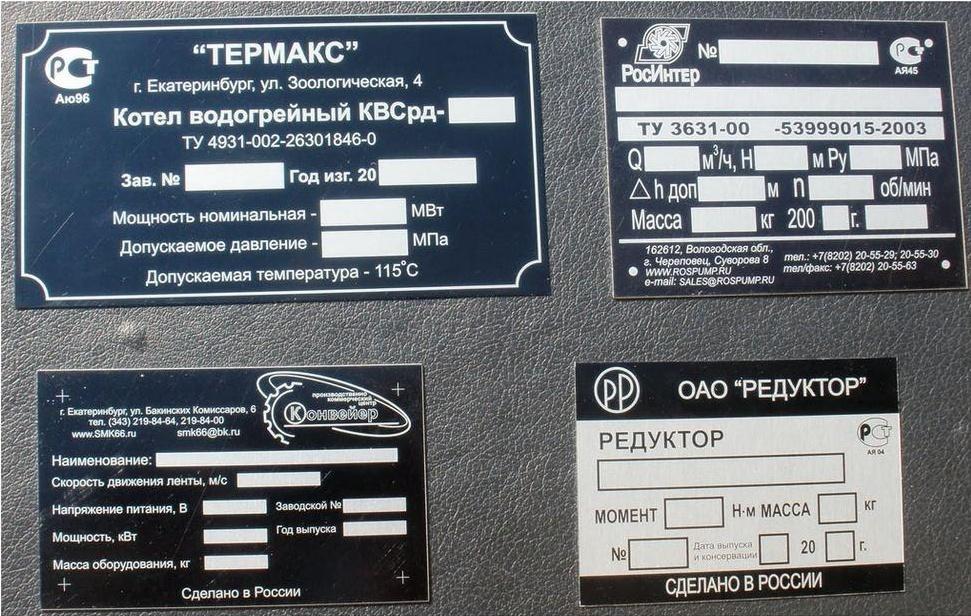 РСТ
Аю96
"ТЕРМАКС"
г. Екатеринбург, ул. Зоологическая, 4
Котел водогрейный КВСрд-
ТУ 4931-002-26301846-0
Зав. № Год изг. 20
Мощность номинальная - МВт
Допускаемое давление - МПа
Допускаемая температура - 115°С
РосИнтер
№
РСТ
АЯ45
ТУ 3631-00 -53999015-2003
Q м³/ч, Н м Ру МПа
△ h доп м n об/мин
Масса кг 200 г.
162612, Вологодская обл.,
г. Череповец, Суворова 8
WWW.ROSPUMP.RU
e-mail: SALES@ROSPUMP.RU
тел.: +7(8202) 20-55-29; 20-55-30
тел/факс: +7(8202) 20-55-63
г. Екатеринбург, ул. Бакинских Комиссаров, 6
тел. (343) 219-84-64, 219-84-00
www.SMK66.ru smk66@bk.ru
производственно
коммерческий
центр
Конвейер
Наименование:
Скорость движения ленты, м/с
Напряжение питания, В Заводской №
Мощность, кВт Год выпуска
Масса оборудования, кг
Сделано в России
РР ОАО "РЕДУКТОР"
РЕДУКТОР
РСТ
АЯ 04
МОМЕНТ Н·м МАССА кг
№ Дата выпуска и консервации 20 г.
СДЕЛАНО В РОССИИ